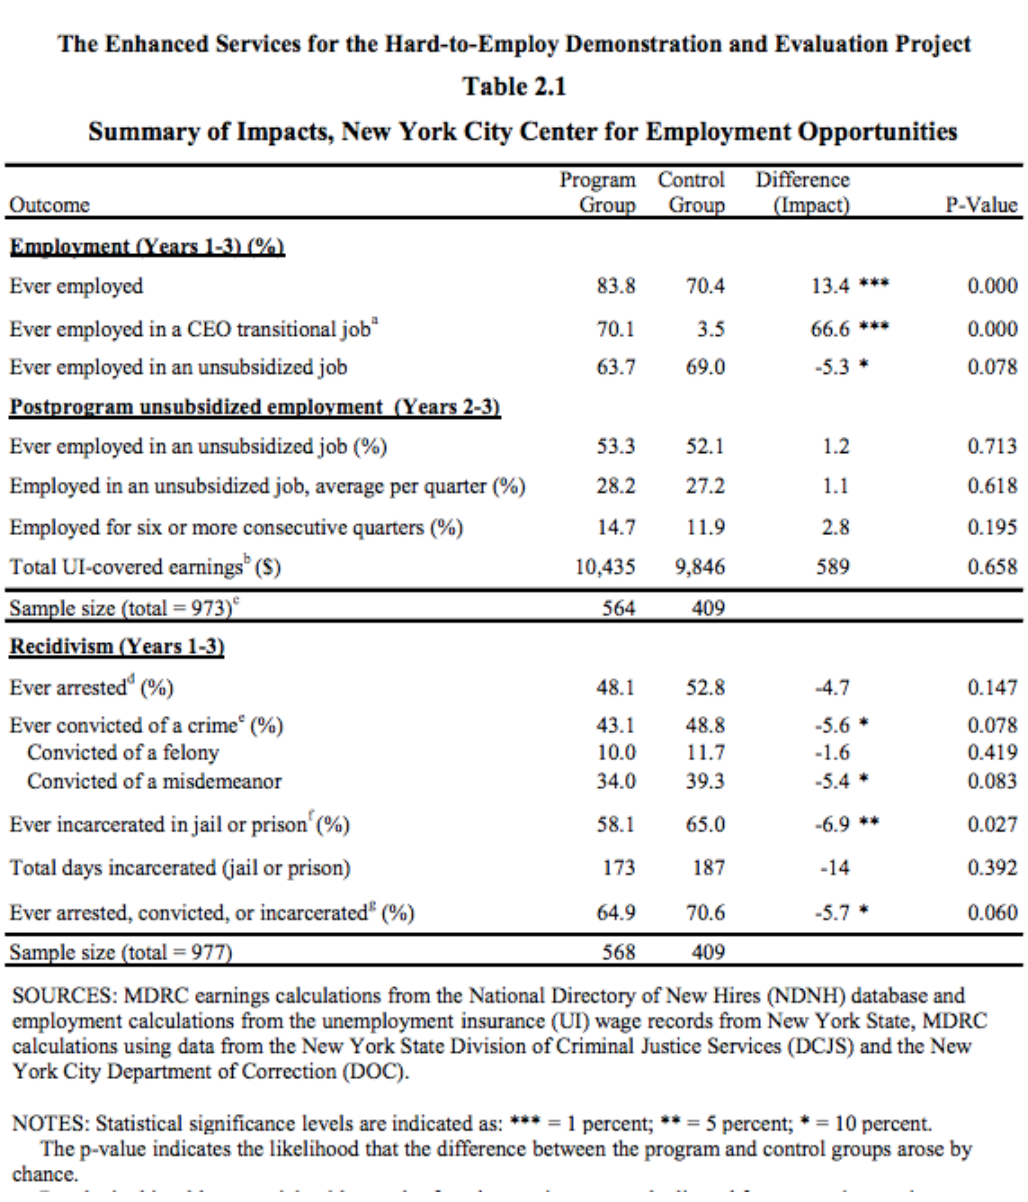 The Enhanced Services for the Hard-to-Employ Demonstration and Evaluation Project
Table 2.1
Summary of Impacts, New York City Center for Employment Opportunities
Program Control Difference
Outcome Group Group (Impact) P-Value
Employment (Years 1-3) (%)
Ever employed 83.8 70.4 13.4 *** 0.000
Ever employed in a CEO transitional job^a 70.1 3.5 66.6 *** 0.000
Ever employed in an unsubsidized job 63.7 69.0 -5.3 * 0.078
Postprogram unsubsidized employment (Years 2-3)
Ever employed in an unsubsidized job (%) 53.3 52.1 1.2 0.713
Employed in an unsubsidized job, average per quarter (%) 28.2 27.2 1.1 0.618
Employed for six or more consecutive quarters (%) 14.7 11.9 2.8 0.195
Total UI-covered earnings^b ($) 10,435 9,846 589 0.658
Sample size (total = 973)^c 564 409
Recidivism (Years 1-3)
Ever arrested^d (%) 48.1 52.8 -4.7 0.147
Ever convicted of a crime^e (%) 43.1 48.8 -5.6 * 0.078
Convicted of a felony 10.0 11.7 -1.6 0.419
Convicted of a misdemeanor 34.0 39.3 -5.4 * 0.083
Ever incarcerated in jail or prison^f (%) 58.1 65.0 -6.9 ** 0.027
Total days incarcerated (jail or prison) 173 187 -14 0.392
Ever arrested, convicted, or incarcerated^g (%) 64.9 70.6 -5.7 * 0.060
Sample size (total = 977) 568 409
SOURCES: MDRC earnings calculations from the National Directory of New Hires (NDNH) database and
employment calculations from the unemployment insurance (UI) wage records from New York State, MDRC
calculations using data from the New York State Division of Criminal Justice Services (DCJS) and the New
York City Department of Correction (DOC).
NOTES: Statistical significance levels are indicated as: *** = 1 percent; ** = 5 percent; * = 10 percent.
The p-value indicates the likelihood that the difference between the program and control groups arose by
chance.